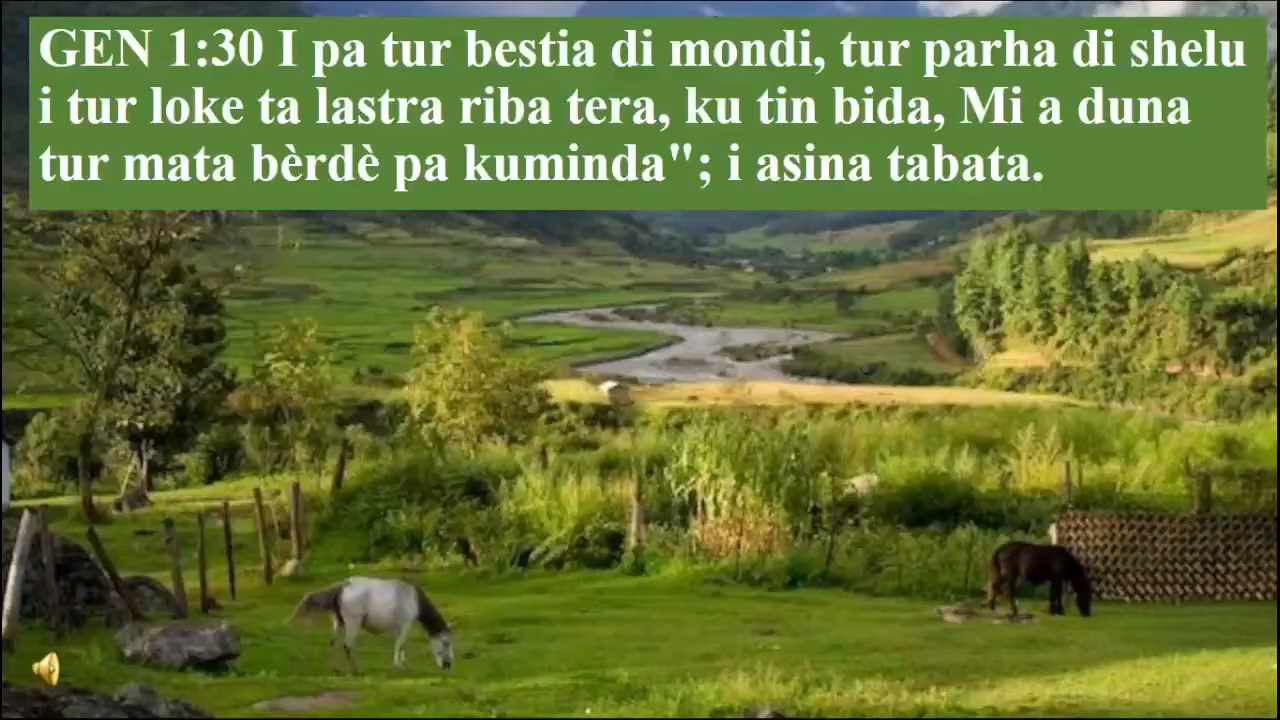 GEN 1:30 I pa tur bestia di mondi, tur parha di shelu
i tur loke ta lastra riba tera, ku tin bida, Mi a duna
tur mata bèrdè pa kuminda"; i asina tabata.